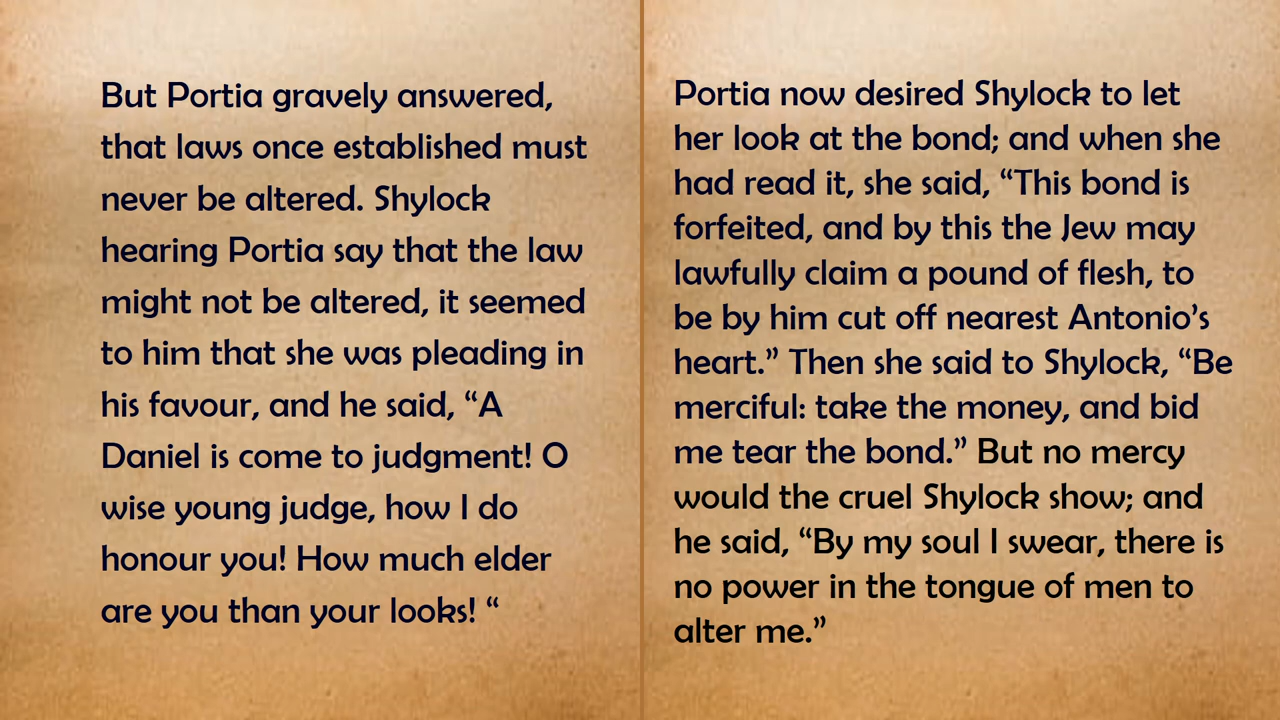 But Portia gravely answered,
that laws once established must
never be altered. Shylock
hearing Portia say that the law
might not be altered, it seemed
to him that she was pleading in
his favour, and he said, “A
Daniel is come to judgment! O
wise young judge, how I do
honour you! How much elder
are you than your looks! “
Portia now desired Shylock to let
her look at the bond; and when she
had read it, she said, “This bond is
forfeited, and by this the Jew may
lawfully claim a pound of flesh, to
be by him cut off nearest Antonio’s
heart.” Then she said to Shylock, “Be
merciful: take the money, and bid
me tear the bond.” But no mercy
would the cruel Shylock show; and
he said, “By my soul I swear, there is
no power in the tongue of men to
alter me.”